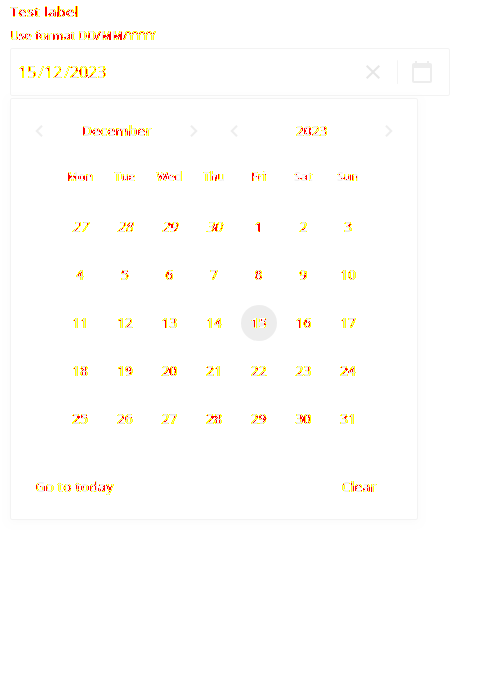 Test label
Use format DD/MM/YYYY
15/12/2023
December 2023
Mon Tue Wed Thu Fri Sat Sun
27 28 29 30 1 2 3
4 5 6 7 8 9 10
11 12 13 14 15 16 17
18 19 20 21 22 23 24
25 26 27 28 29 30 31
Go to today Clear